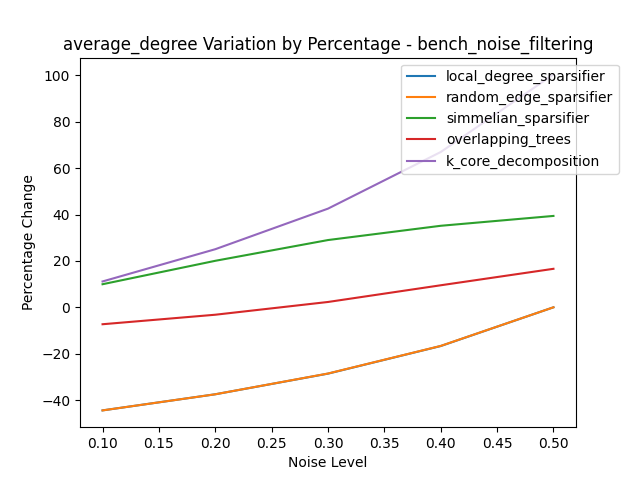 average_degree Variation by Percentage - bench_noise_filtering
local_degree_sparsifier
random_edge_sparsifier
simmelian_sparsifier
overlapping_trees
k_core_decomposition
Percentage Change
100
80
60
40
20
0
−20
−40
0.10 0.15 0.20 0.25 0.30 0.35 0.40 0.45 0.50
Noise Level